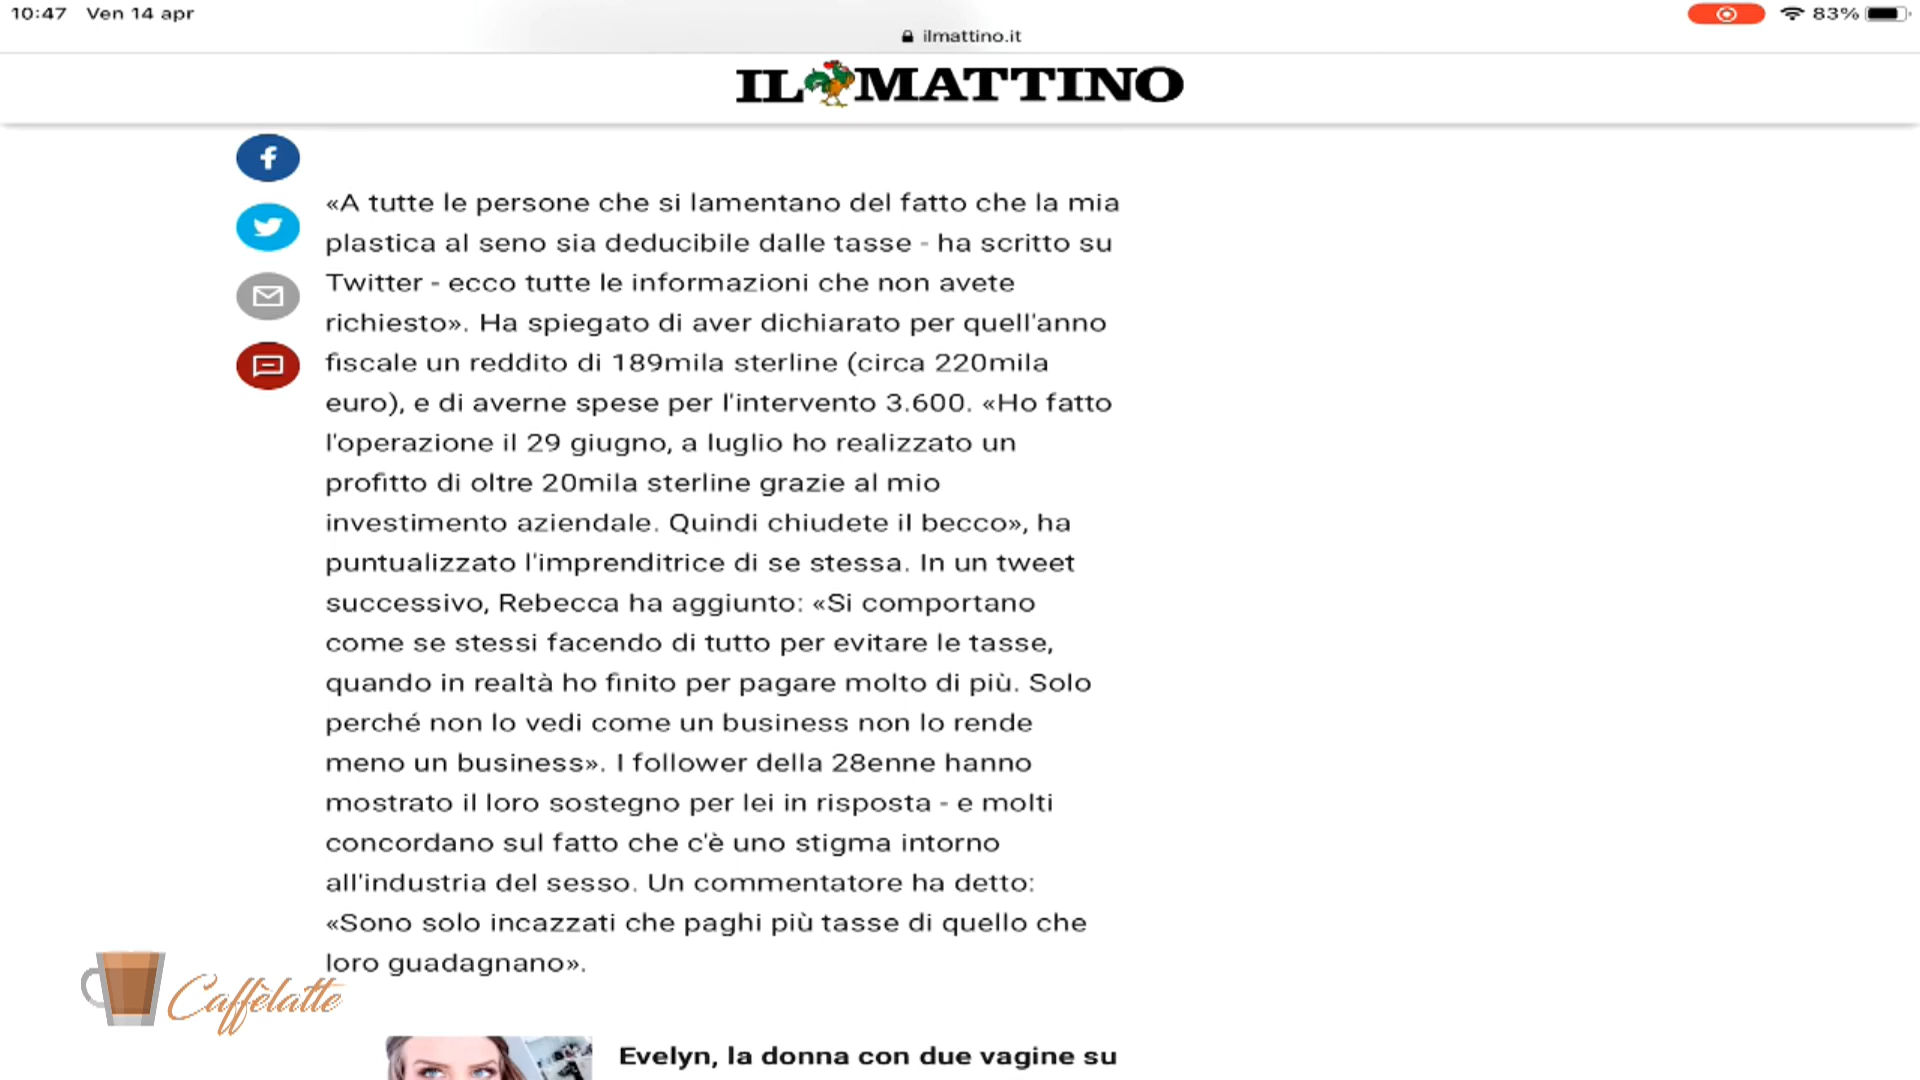 10:47 Ven 14 apr
83%
ilmattino.it
IL MATTINO
«A tutte le persone che si lamentano del fatto che la mia
plastica al seno sia deducibile dalle tasse - ha scritto su
Twitter - ecco tutte le informazioni che non avete
richiesto». Ha spiegato di aver dichiarato per quell'anno
fiscale un reddito di 189mila sterline (circa 220mila
euro), e di averne spese per l'intervento 3.600. «Ho fatto
l'operazione il 29 giugno, a luglio ho realizzato un
profitto di oltre 20mila sterline grazie al mio
investimento aziendale. Quindi chiudete il becco», ha
puntualizzato l'imprenditrice di se stessa. In un tweet
successivo, Rebecca ha aggiunto: «Si comportano
come se stessi facendo di tutto per evitare le tasse,
quando in realtà ho finito per pagare molto di più. Solo
perché non lo vedi come un business non lo rende
meno un business». I follower della 28enne hanno
mostrato il loro sostegno per lei in risposta - e molti
concordano sul fatto che c'è uno stigma intorno
all'industria del sesso. Un commentatore ha detto:
«Sono solo incazzati che paghi più tasse di quello che
loro guadagnano».
Caffèlatte
Evelyn, la donna con due vagine su